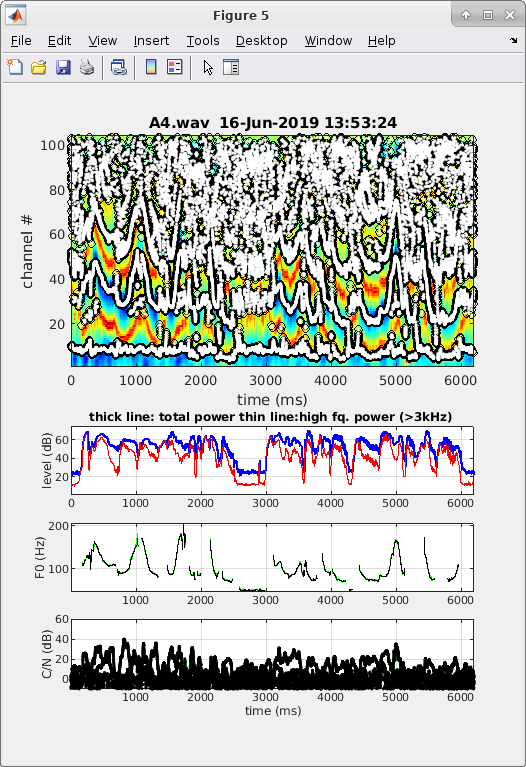 Figure 5
File Edit View Insert Tools Desktop Window Help
A4.wav 16-Jun-2019 13:53:24
channel #
100
80
60
40
20
0 1000 2000 3000 4000 5000 6000
time (ms)
thick line: total power thin line:high fq. power (>3kHz)
level (dB)
60
40
20
1000 2000 3000 4000 5000 6000
F0 (Hz)
200
100
1000 2000 3000 4000 5000 6000
C/N (dB)
60
40
20
0
0 1000 2000 3000 4000 5000 6000
time (ms)